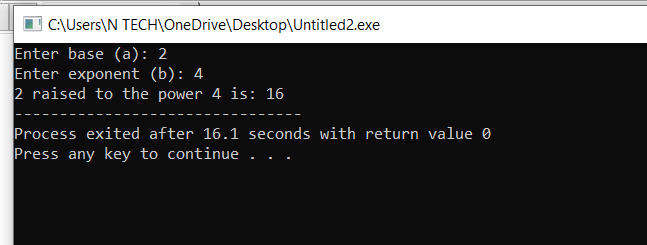 C:\Users\N TECH\OneDrive\Desktop\Untitled2.exe
Enter base (a): 2
Enter exponent (b): 4
2 raised to the power 4 is: 16
--------------------------------
Process exited after 16.1 seconds with return value 0
Press any key to continue . . .